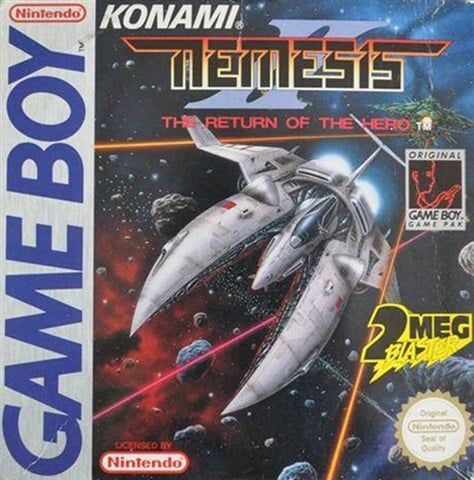 Nintendo
GAME BOY
KONAMI®
NEMESIS
II
THE RETURN OF THE HERO TM
ORIGINAL
GAME BOY
GAME PAK
2 MEG
BLASTER
LICENSED BY
Nintendo
Original
Nintendo
Seal of
Quality